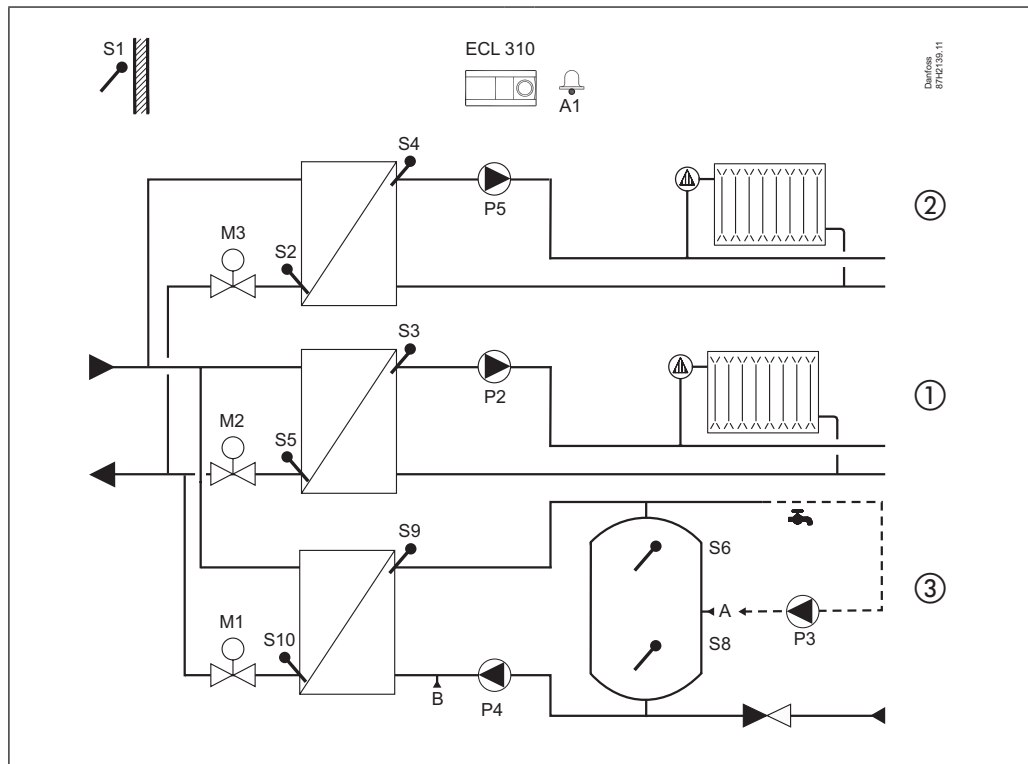 S1
ECL 310
A1
Danfoss
87H2139.11
S4
P5
②
M3
S2
S3
P2
①
M2
S5
S9
S6
A
③
P3
M1
S10
S8
B
P4